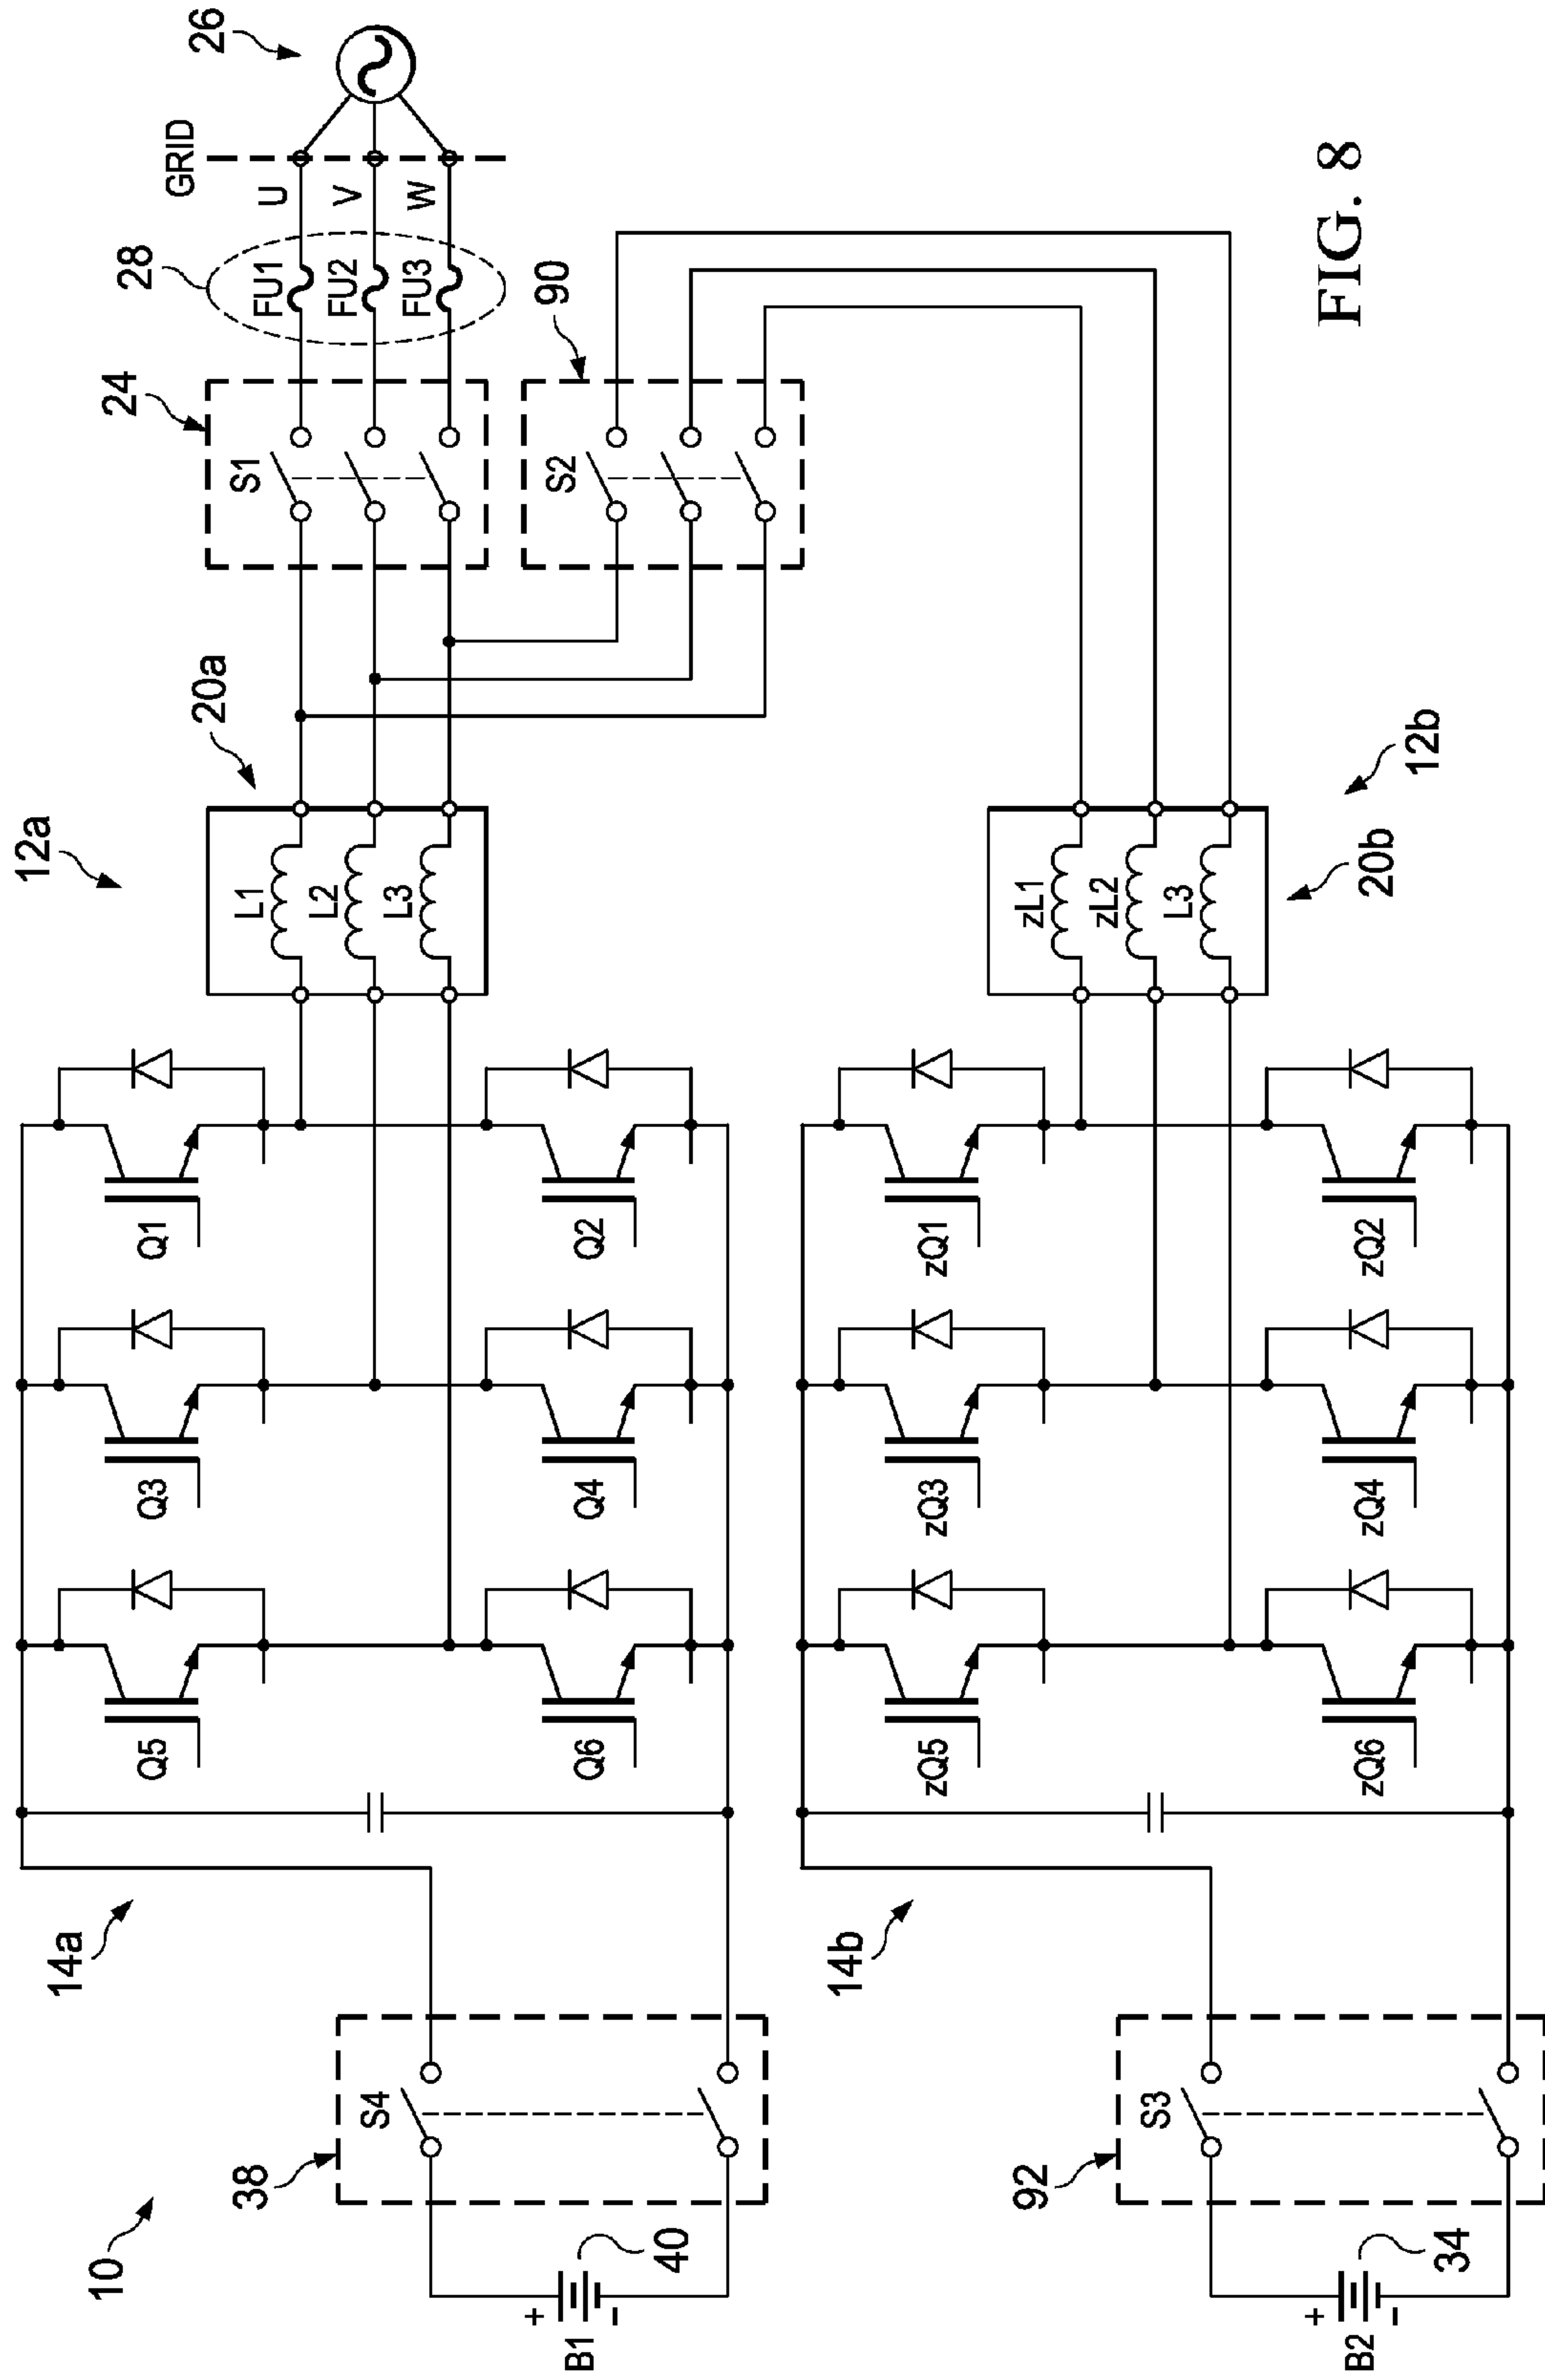 10
14a
12a
20a
24
28
GRID
26
U
V
W
FU1
FU2
FU3
S1
90
S2
L1
L2
L3
Q5
Q3
Q1
Q6
Q4
Q2
38
S4
40
+
B1
-
14b
zQ5
zQ3
zQ1
zQ6
zQ4
zQ2
zL1
zL2
L3
20b
12b
92
S3
34
+
B2
-
FIG. 8